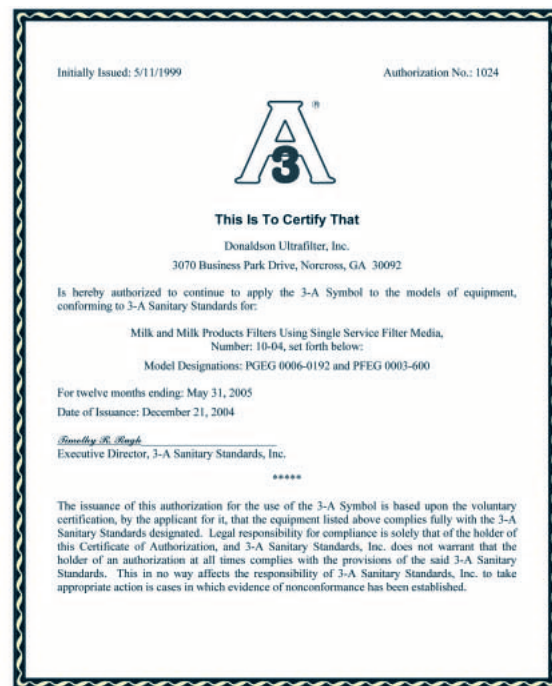 Initially Issued: 5/11/1999 Authorization No.: 1024
A ®
3
This Is To Certify That
Donaldson Ultrafilter, Inc.
3070 Business Park Drive, Norcross, GA 30092
Is hereby authorized to continue to apply the 3-A Symbol to the models of equipment,
conforming to 3-A Sanitary Standards for:
Milk and Milk Products Filters Using Single Service Filter Media,
Number: 10-04, set forth below:
Model Designations: PGEG 0006-0192 and PFEG 0003-600
For twelve months ending: May 31, 2005
Date of Issuance: December 21, 2004
Timothy R. Rugh
Executive Director, 3-A Sanitary Standards, Inc.
*****
The issuance of this authorization for the use of the 3-A Symbol is based upon the voluntary
certification, by the applicant for it, that the equipment listed above complies fully with the 3-A
Sanitary Standards designated. Legal responsibility for compliance is solely that of the holder of
this Certificate of Authorization, and 3-A Sanitary Standards, Inc. does not warrant that the
holder of an authorization at all times complies with the provisions of the said 3-A Sanitary
Standards. This in no way affects the responsibility of 3-A Sanitary Standards, Inc. to take
appropriate action is cases in which evidence of nonconformance has been established.